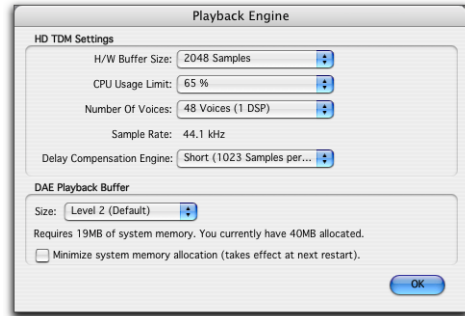 Playback Engine
HD TDM Settings
H/W Buffer Size: 2048 Samples
CPU Usage Limit: 65 %
Number Of Voices: 48 Voices (1 DSP)
Sample Rate: 44.1 kHz
Delay Compensation Engine: Short (1023 Samples per...
DAE Playback Buffer
Size: Level 2 (Default)
Requires 19MB of system memory. You currently have 40MB allocated.
Minimize system memory allocation (takes effect at next restart).
OK